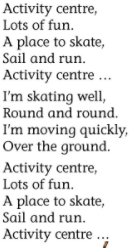 Activity centre,
Lots of fun.
A place to skate,
Sail and run.
Activity centre ...
I'm skating well,
Round and round.
I'm moving quickly,
Over the ground.
Activity centre,
Lots of fun.
A place to skate,
Sail and run.
Activity centre ...